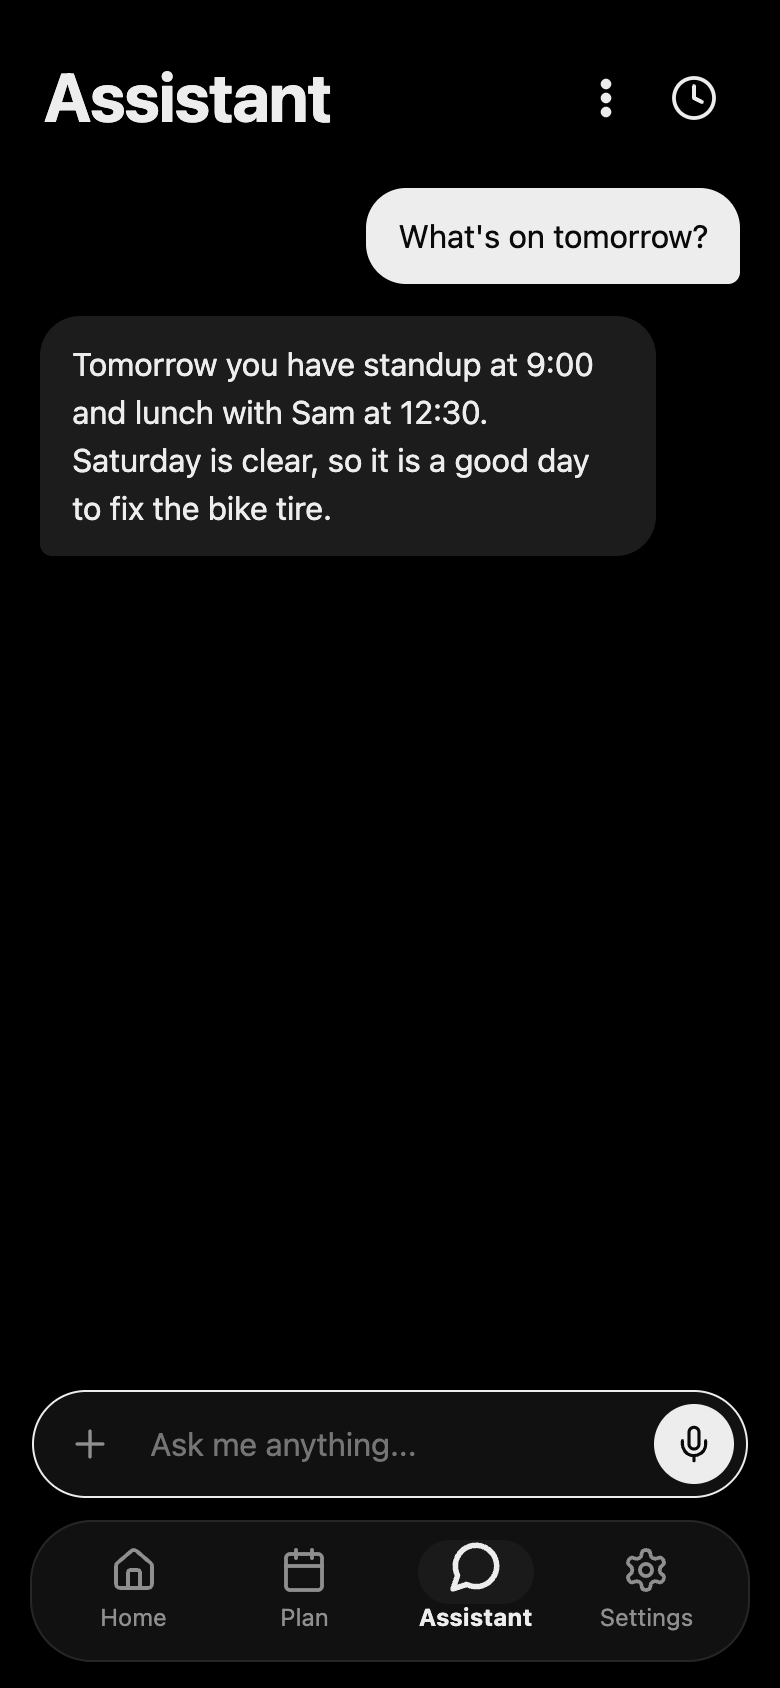 Assistant
What's on tomorrow?
Tomorrow you have standup at 9:00
and lunch with Sam at 12:30.
Saturday is clear, so it is a good day
to fix the bike tire.
Ask me anything...
Home
Plan
Assistant
Settings